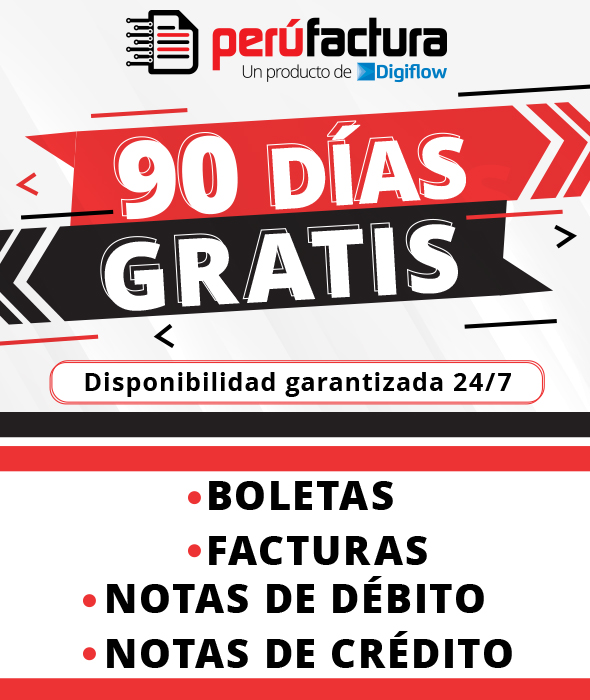 perúfactura
Un producto de Digiflow
90 DÍAS
GRATIS
Disponibilidad garantizada 24/7
•BOLETAS
•FACTURAS
•NOTAS DE DÉBITO
•NOTAS DE CRÉDITO